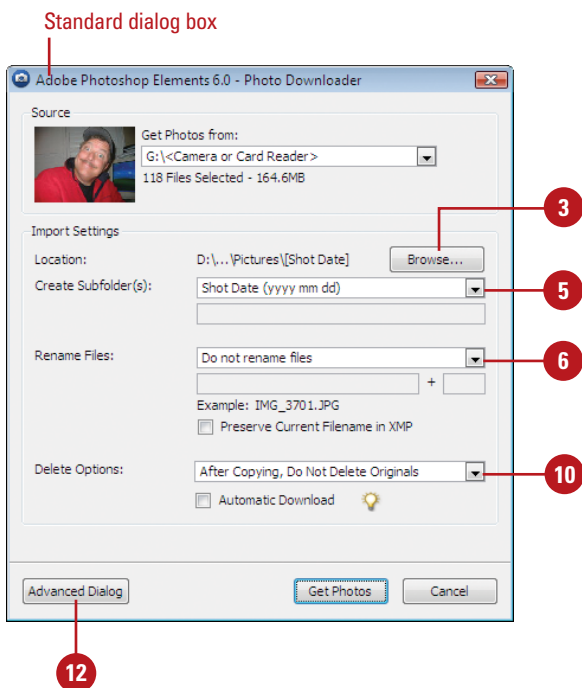 Standard dialog box
Adobe Photoshop Elements 6.0 - Photo Downloader
Source
Get Photos from:
G:\<Camera or Card Reader>
118 Files Selected - 164.6MB
3
Import Settings
Location: D:\...\Pictures\[Shot Date] Browse...
Create Subfolder(s): Shot Date (yyyy mm dd) 5
Rename Files: Do not rename files 6
+
Example: IMG_3701.JPG
Preserve Current Filename in XMP
Delete Options: After Copying, Do Not Delete Originals 10
Automatic Download
Advanced Dialog Get Photos Cancel
12